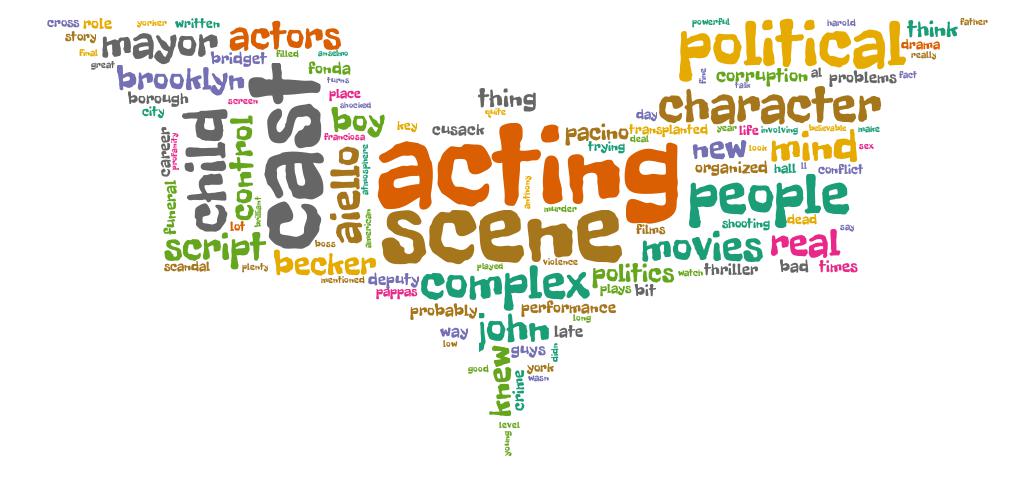 cross role yorker written powerful harold think father
story mayor actors political drama
final bridget filled anselmo really
great brooklyn fonda fine corruption al problems fact
borough screen turns talk
city place thing character
shocked quite day
child cast boy key cusack pacino transplanted year life involving believable make
career control franciosa acting trying deal new look mind sex
profanity aiello atmosphere organized hall ll conflict
funeral brilliant american anthony people
lot murder shooting dead
script boss scene films movies real say
scandal plenty becker violence thriller bad times
mentioned deputy played politics watch
pappas complex plays bit
probably performance
long
way john late
low knew guys didn
good york
crime wasn
level
young